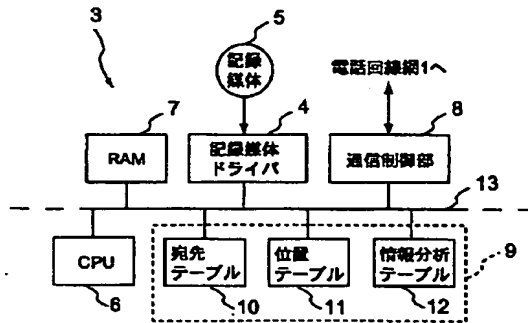 3
5
記録
媒体
電話回線網1へ
7
4
8
RAM
記録媒体
ドライバ
通信制御部
13
CPU
宛先
テーブル
位置
テーブル
情報分析
テーブル
9
6
10
11
12